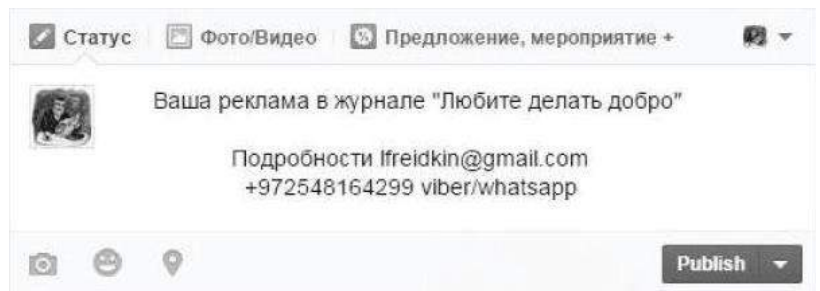 Статус Фото/Видео Предложение, мероприятие +
Ваша реклама в журнале "Любите делать добро"
Подробности lfreidkin@gmail.com
+972548164299 viber/whatsapp
Publish